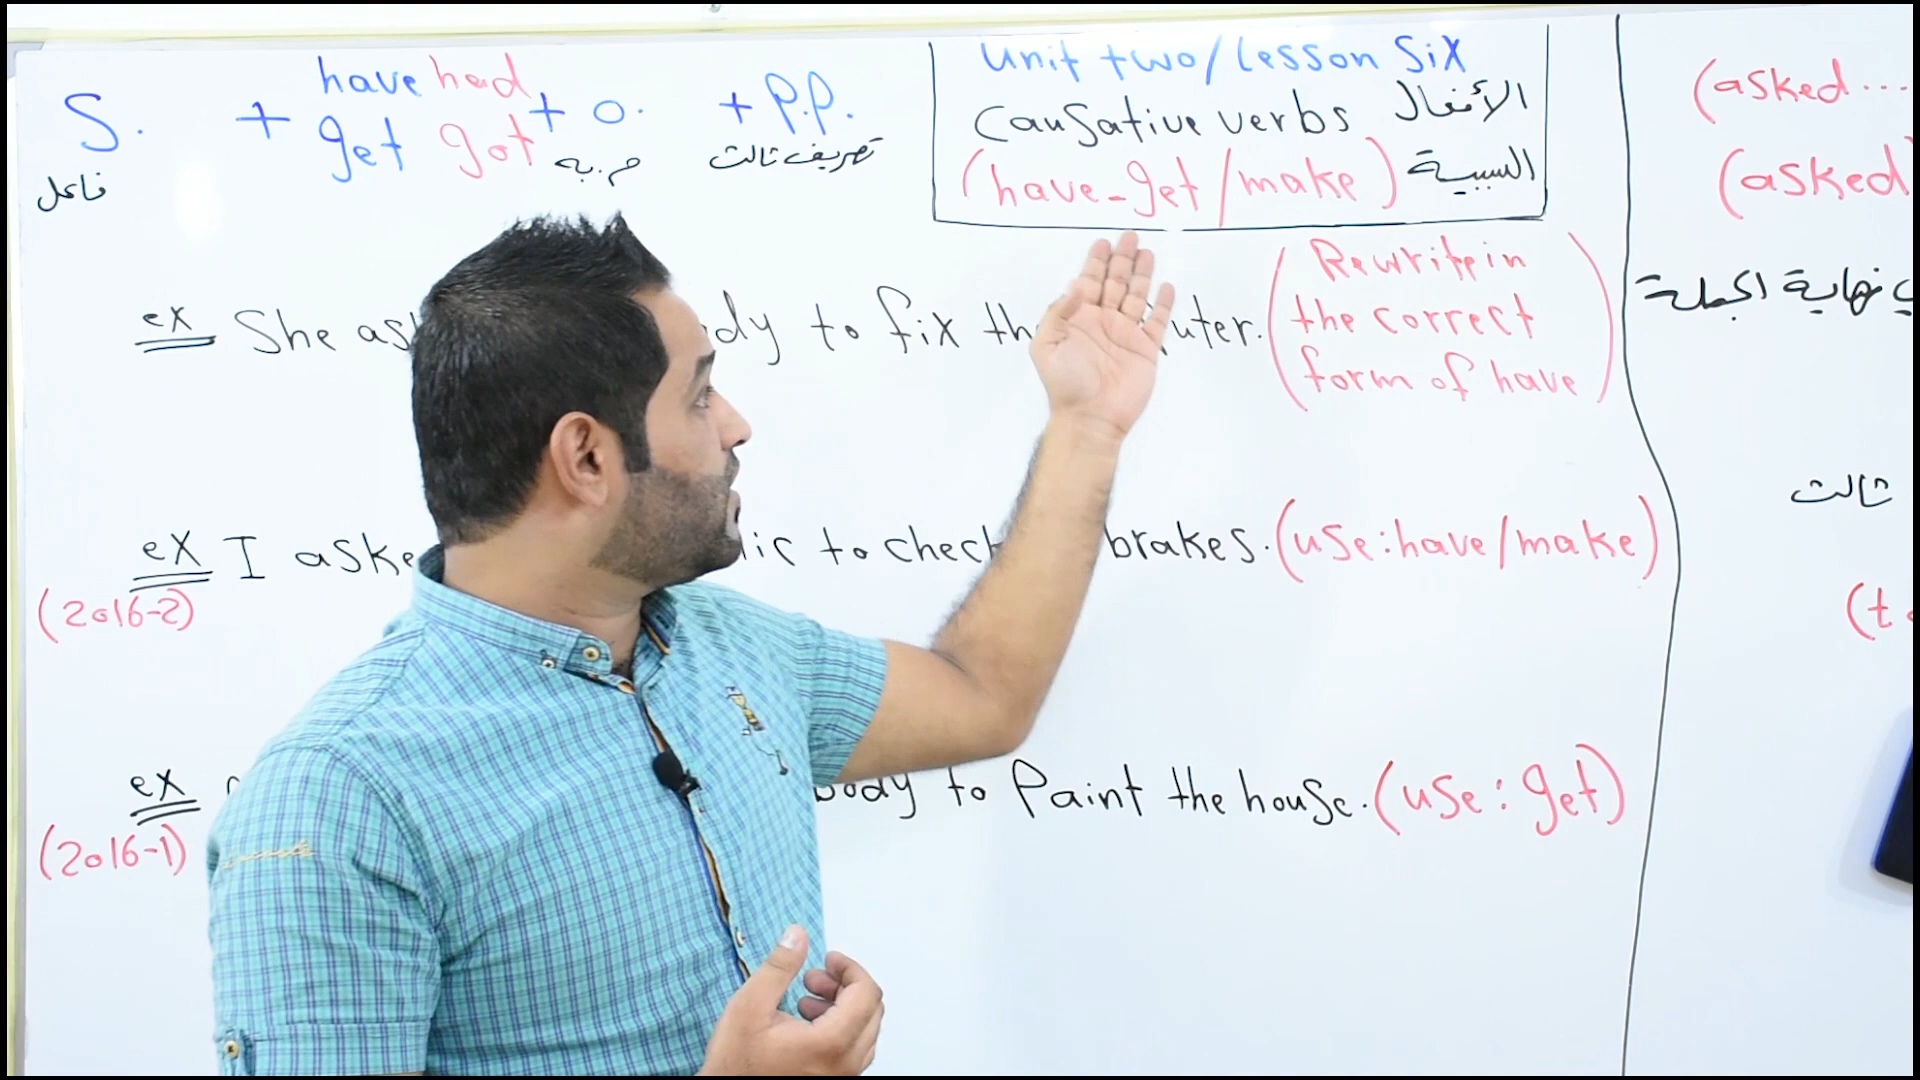 unit two/Lesson Six
Causative verbs الأفعال
(have-get/make) السببية
S. + have had + o. + P.P.
get got
فاعل م.به تصريف ثالث
ex She as dy to fix th uter. (Rewrite in
the correct
form of have)
ex I aske ic to check brakes. (use: have/make)
(2016-2)
ex body to Paint the house. (use: get)
(2016-1)
(asked...
(asked)
نهاية الجملة
ثالث
(t